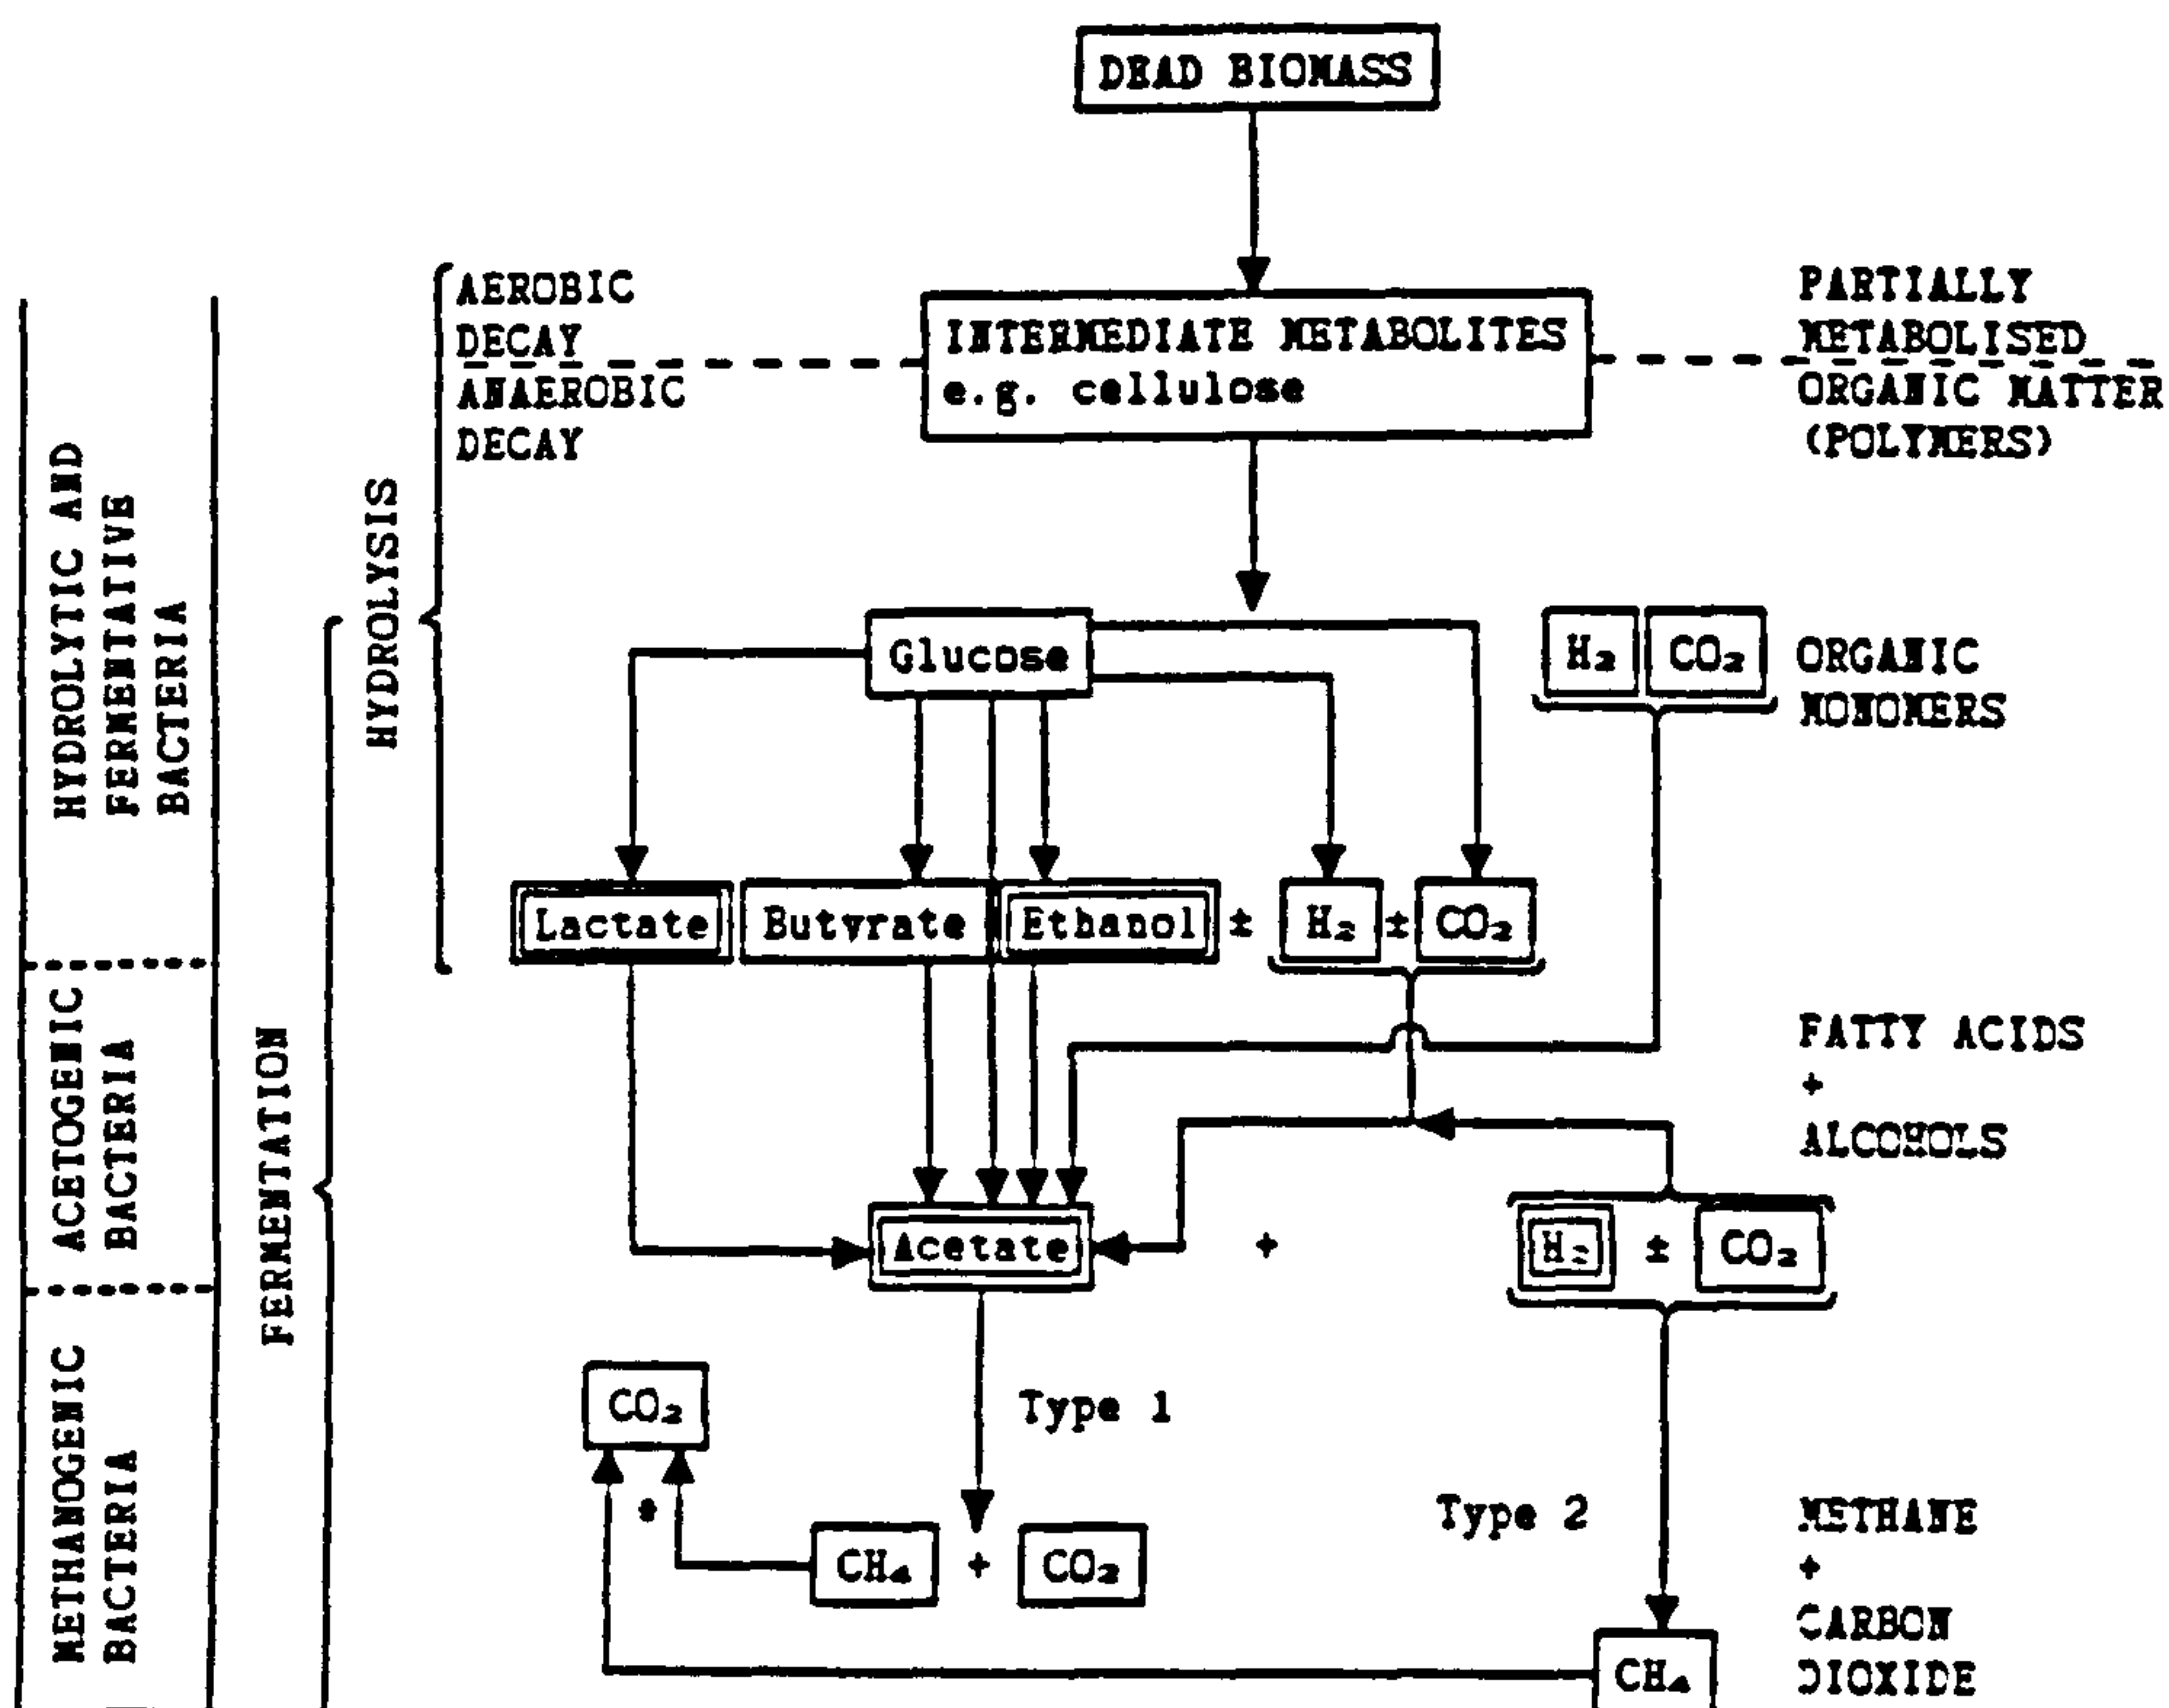 DEAD BIOMASS
AEROBIC
DECAY
ANAEROBIC
DECAY
INTERMEDIATE METABOLITES
e.g. cellulose
PARTIALLY
METABOLISED
ORGANIC MATTER
(POLYMERS)
HYDROLYTIC AND
FERMENTATIVE
BACTERIA
HYDROLYSIS
Glucose
H₂
CO₂
ORGANIC
MONOMERS
Lactate
Butyrate
Ethanol
±
H₂
±
CO₂
ACETOGENIC
BACTERIA
FERMENTATION
FATTY ACIDS
+
ALCOHOLS
Acetate
+
H₂
±
CO₂
METHANOGENIC
BACTERIA
CO₂
Type 1
*
CH₄
+
CO₂
Type 2
METHANE
+
CARBON
DIOXIDE
CH₄